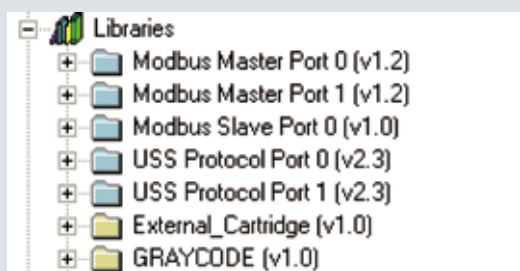 Libraries
Modbus Master Port 0 (v1.2)
Modbus Master Port 1 (v1.2)
Modbus Slave Port 0 (v1.0)
USS Protocol Port 0 (v2.3)
USS Protocol Port 1 (v2.3)
External_Cartridge (v1.0)
GRAYCODE (v1.0)